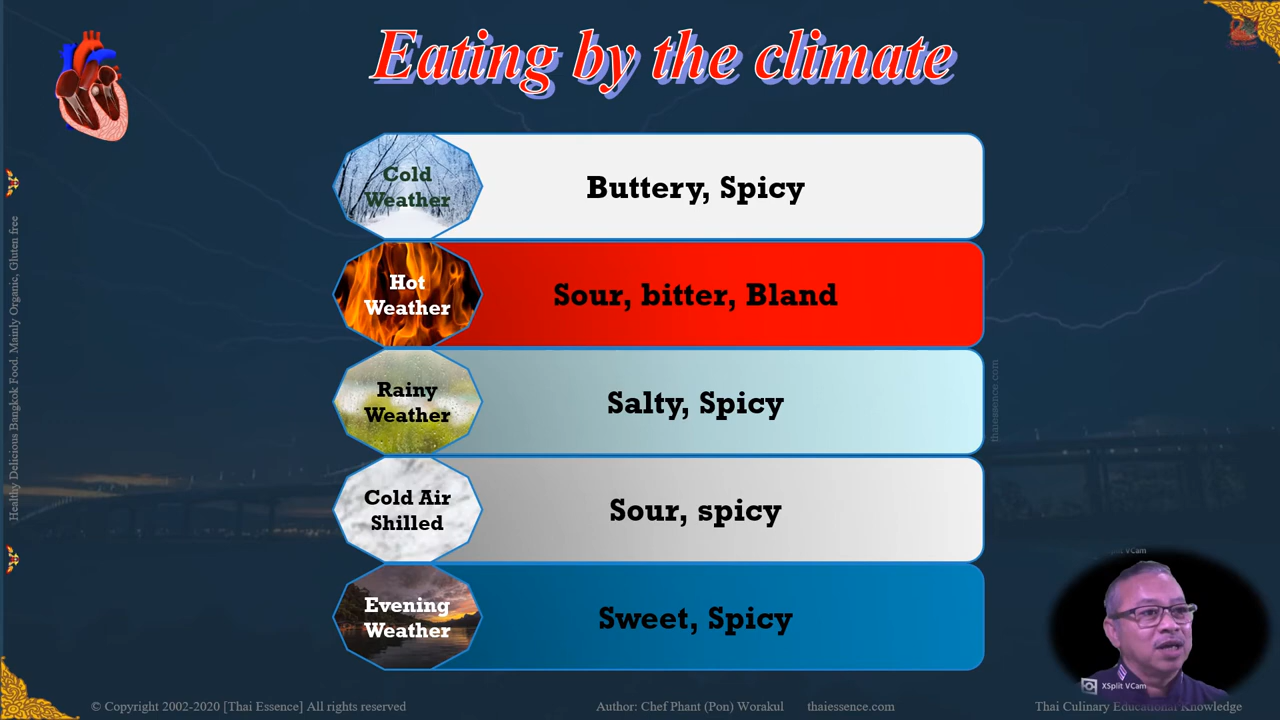 Eating by the climate
Cold
Weather
Buttery, Spicy
Hot
Weather
Sour, bitter, Bland
Rainy
Weather
Salty, Spicy
Cold Air
Shilled
Sour, spicy
Evening
Weather
Sweet, Spicy
Healthy Delicious Bangkok Food. Mainly Organic, Gluten free
thaiessence.com
XSplit VCam
© Copyright 2002-2020 [Thai Essence] All rights reserved
Author: Chef Phant (Pon) Worakul thaiessence.com
Thai Culinary Educational Knowledge